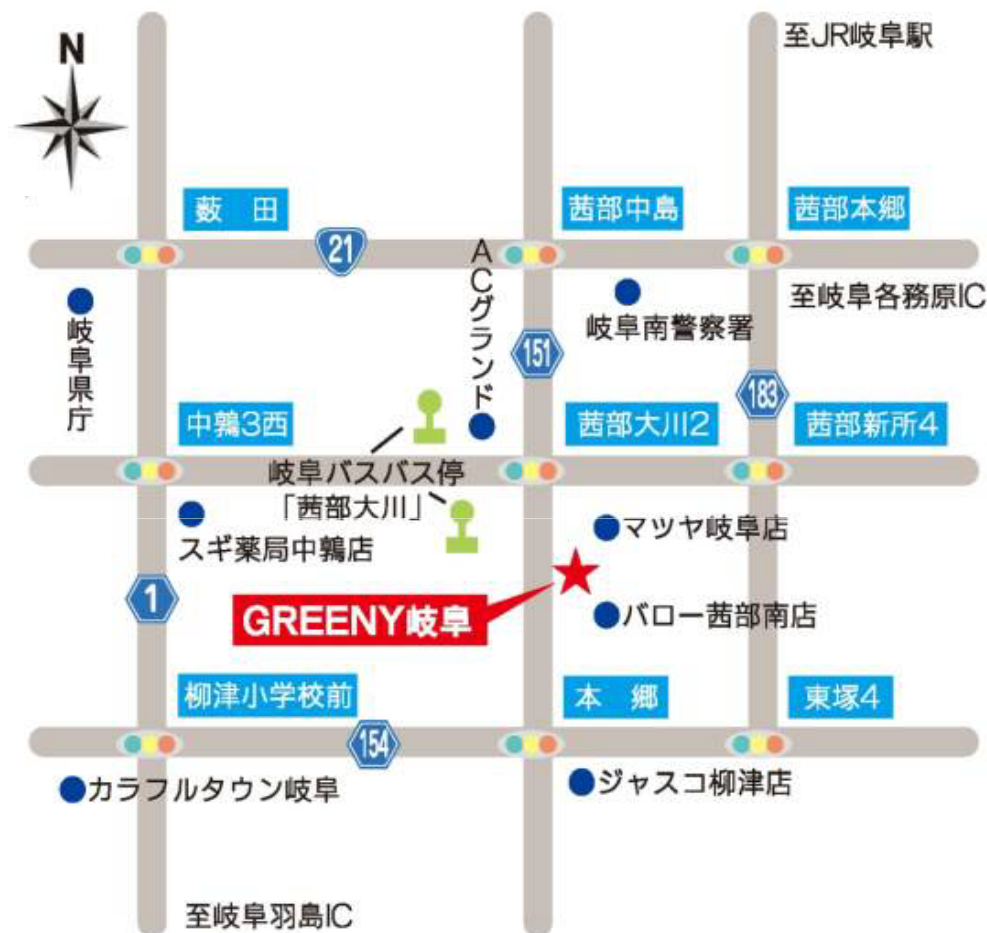 至JR岐阜駅
N
薮 田
茜部中島
茜部本郷
21
ACグランド
至岐阜各務原IC
岐阜県庁
岐阜南警察署
151
183
中鶉3西
茜部大川2
茜部新所4
岐阜バスバス停
「茜部大川」
マツヤ岐阜店
スギ薬局中鶉店
1
GREENY岐阜
バロー茜部南店
柳津小学校前
本 郷
東塚4
154
カラフルタウン岐阜
ジャスコ柳津店
至岐阜羽島IC